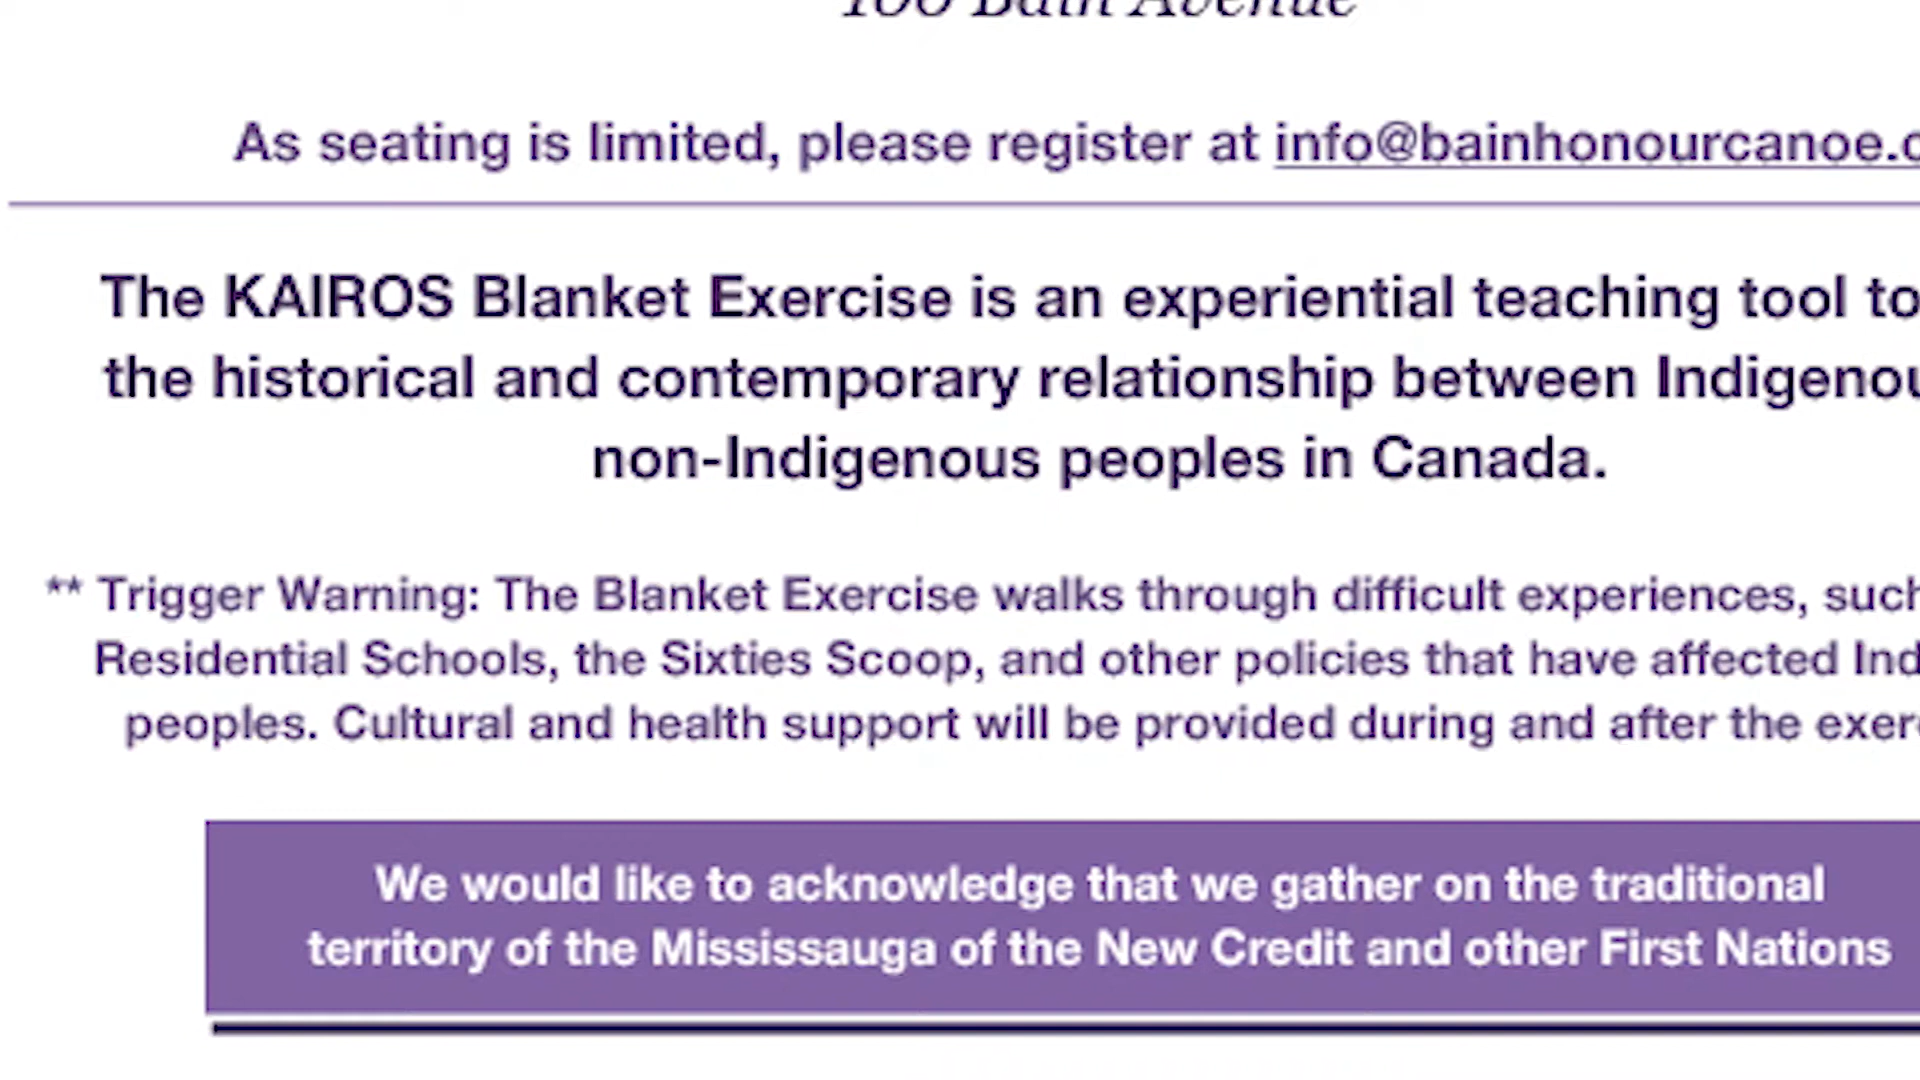 100 Bain Avenue
As seating is limited, please register at info@bainhonourcanoe.c
The KAIROS Blanket Exercise is an experiential teaching tool to
the historical and contemporary relationship between Indigenou
non-Indigenous peoples in Canada.
** Trigger Warning: The Blanket Exercise walks through difficult experiences, such
Residential Schools, the Sixties Scoop, and other policies that have affected Ind
peoples. Cultural and health support will be provided during and after the exerc
We would like to acknowledge that we gather on the traditional
territory of the Mississauga of the New Credit and other First Nations